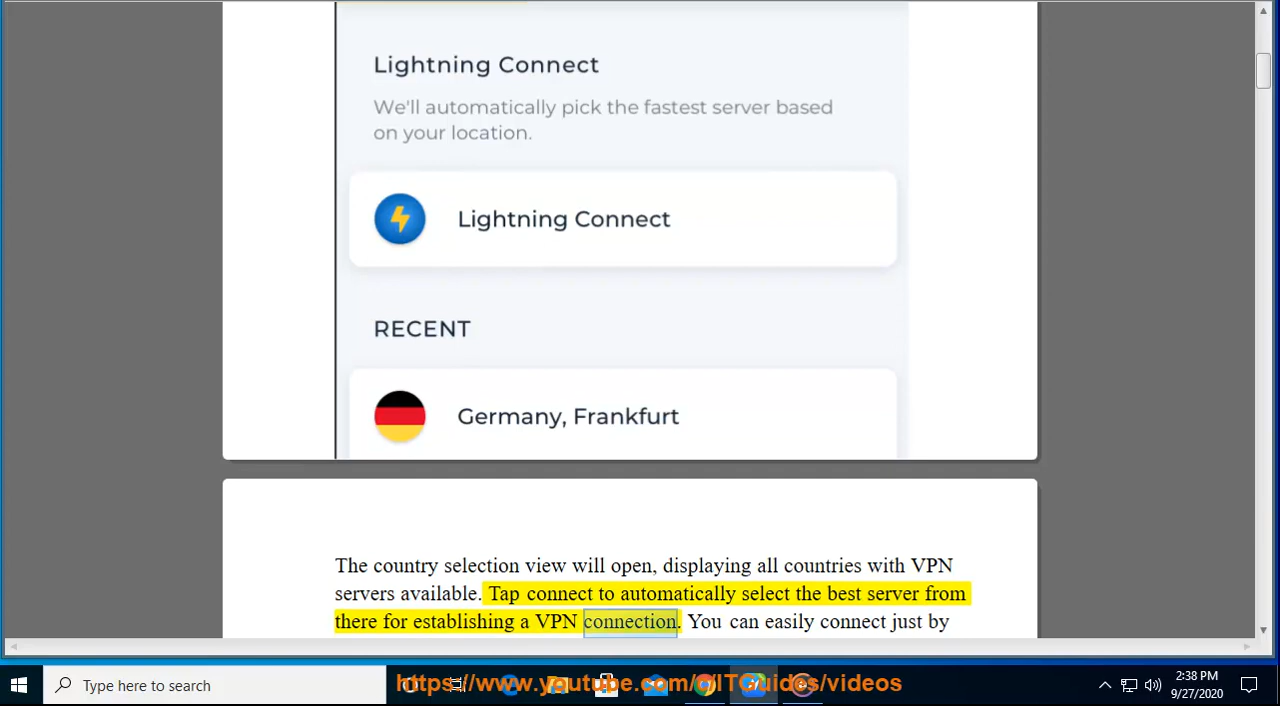 Lightning Connect
We'll automatically pick the fastest server based
on your location.
Lightning Connect
RECENT
Germany, Frankfurt
The country selection view will open, displaying all countries with VPN
servers available. Tap connect to automatically select the best server from
there for establishing a VPN connection. You can easily connect just by
Type here to search
https://www.youtube.com/c/ITGuides/videos
2:38 PM
9/27/2020